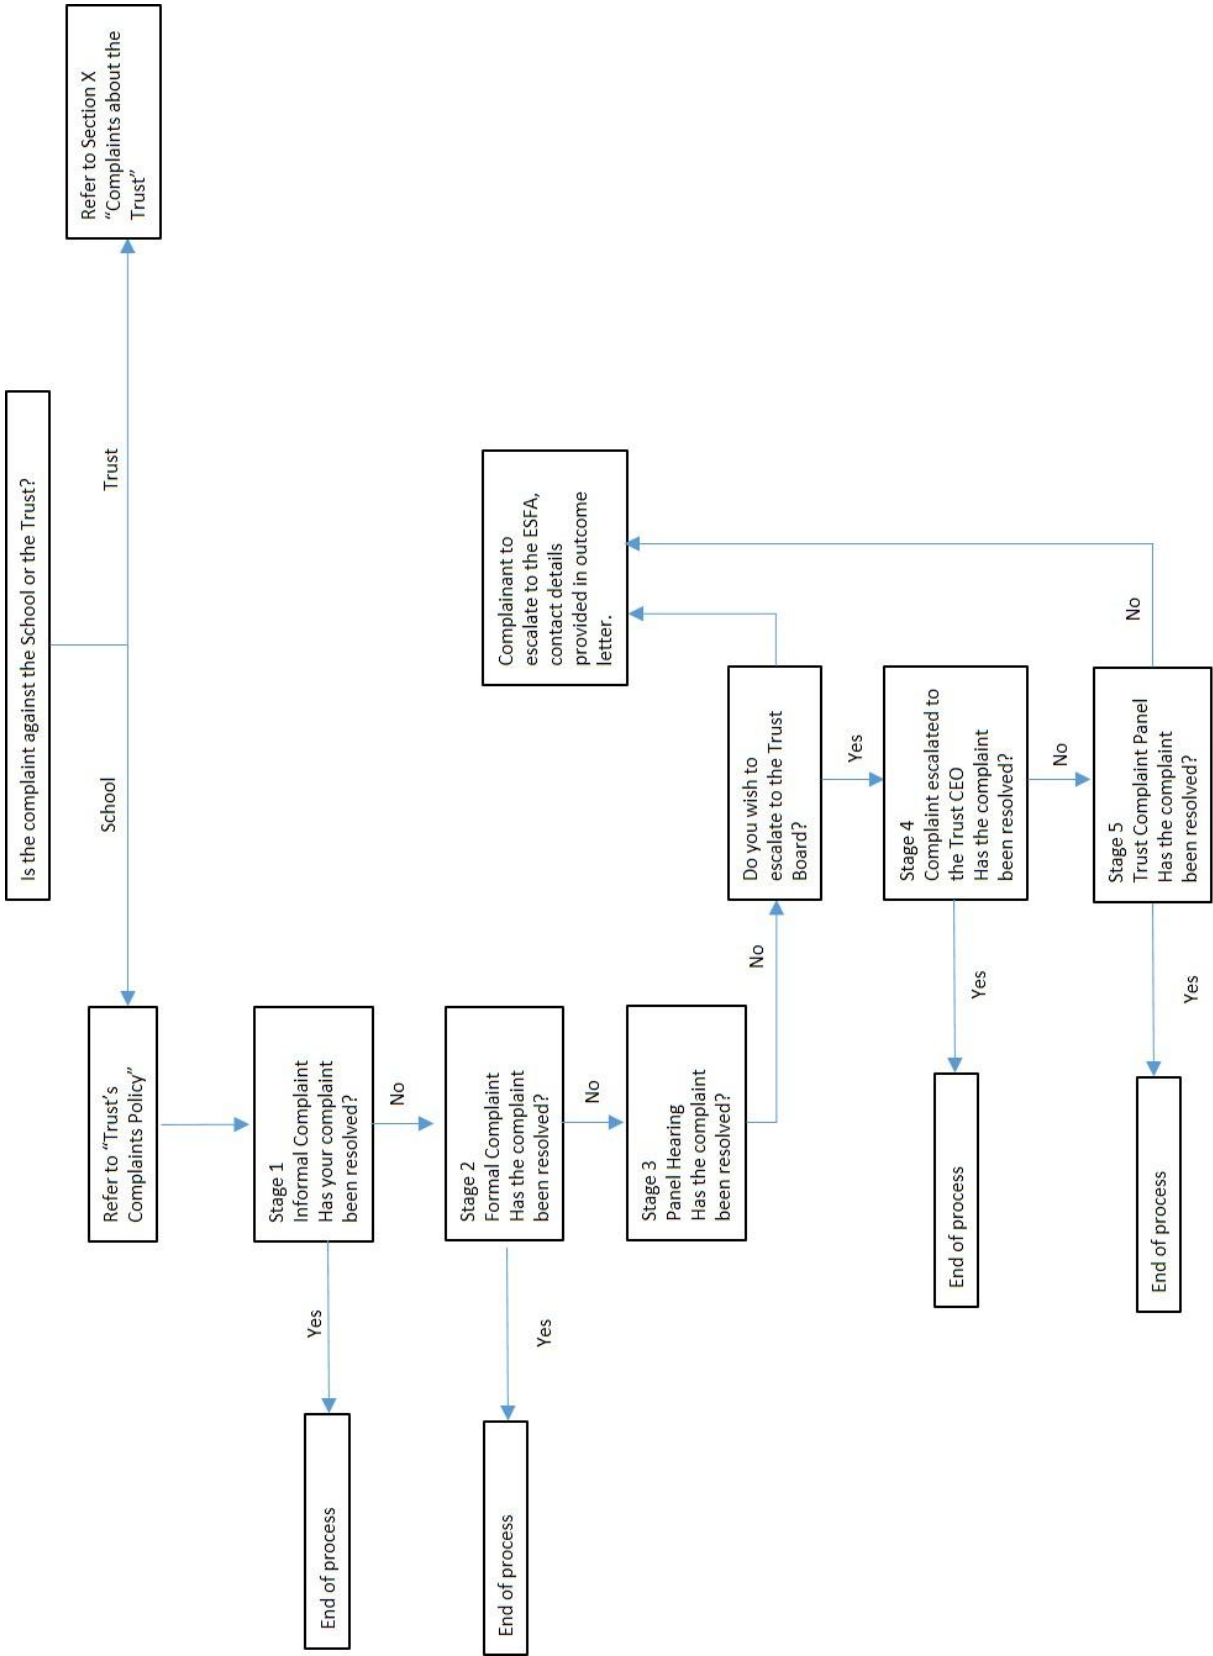 Is the complaint against the School or the Trust?
School
Trust
Refer to "Trust's
Complaints Policy"
Refer to Section X
"Complaints about the
Trust"
Stage 1
Informal Complaint
Has your complaint
been resolved?
Yes
End of process
No
Stage 2
Formal Complaint
Has the complaint
been resolved?
Yes
End of process
No
Stage 3
Panel Hearing
Has the complaint
been resolved?
No
Do you wish to
escalate to the Trust
Board?
Complainant to
escalate to the ESFA,
contact details
provided in outcome
letter.
Yes
Stage 4
Complaint escalated to
the Trust CEO
Has the complaint
been resolved?
Yes
End of process
No
Stage 5
Trust Complaint Panel
Has the complaint
been resolved?
Yes
End of process
No